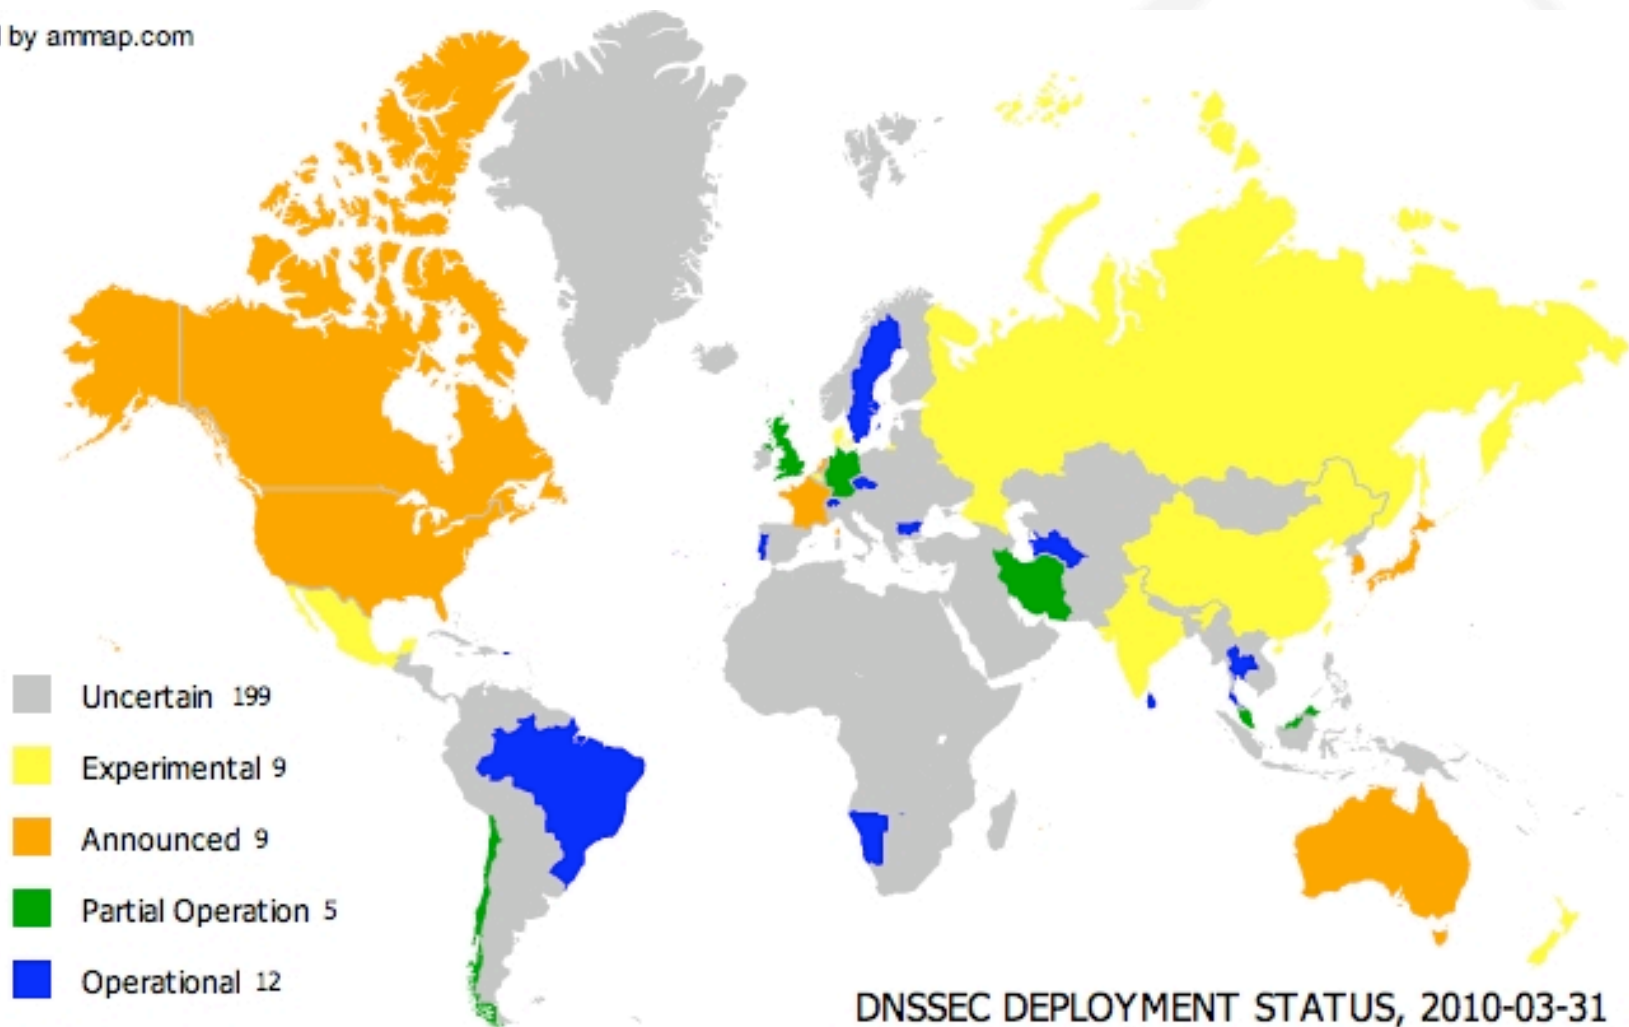 by ammap.com
Uncertain 199
Experimental 9
Announced 9
Partial Operation 5
Operational 12
DNSSEC DEPLOYMENT STATUS, 2010-03-31